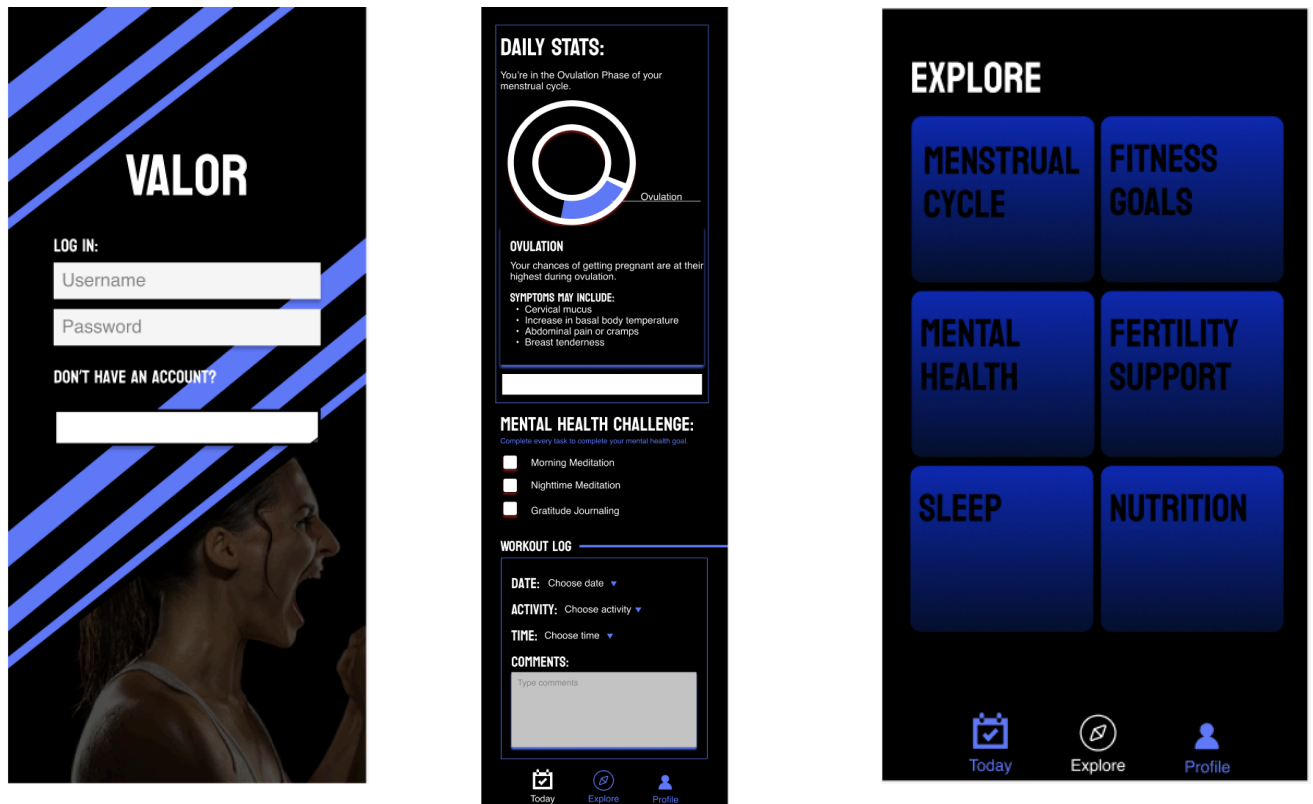 VALOR
LOG IN:
Username
Password
DON'T HAVE AN ACCOUNT?
DAILY STATS:
You're in the Ovulation Phase of your
menstrual cycle.
Ovulation
OVULATION
Your chances of getting pregnant are at their
highest during ovulation.
SYMPTOMS MAY INCLUDE:
• Cervical mucus
• Increase in basal body temperature
• Abdominal pain or cramps
• Breast tenderness
MENTAL HEALTH CHALLENGE:
Complete every task to complete your mental health goal.
Morning Meditation
Nighttime Meditation
Gratitude Journaling
WORKOUT LOG
DATE: Choose date
ACTIVITY: Choose activity
TIME: Choose time
COMMENTS:
Type comments
Today Explore Profile
EXPLORE
MENSTRUAL
CYCLE
FITNESS
GOALS
MENTAL
HEALTH
FERTILITY
SUPPORT
SLEEP
NUTRITION
Today Explore Profile